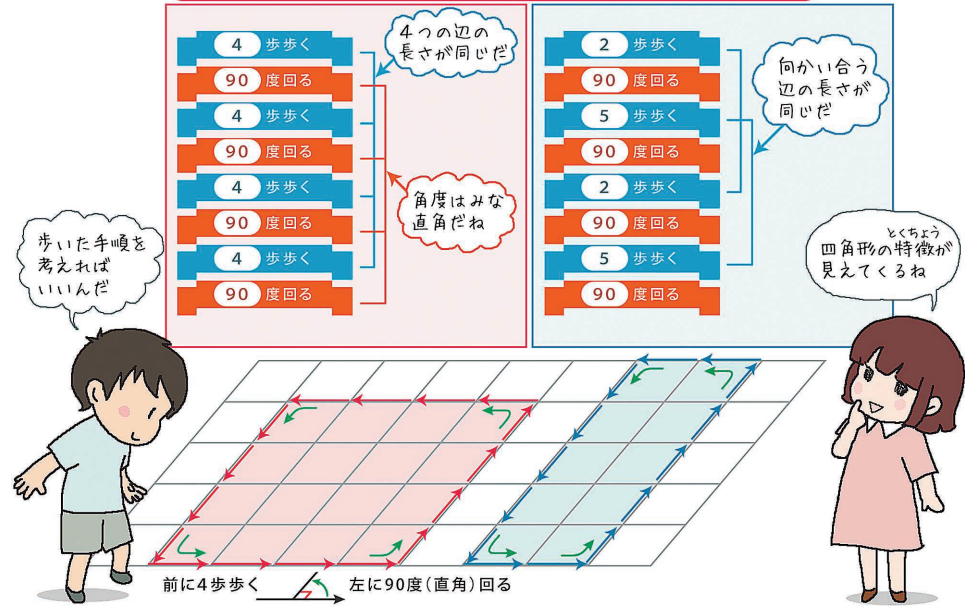 4 歩歩く
90 度回る
4 歩歩く
90 度回る
4 歩歩く
90 度回る
4 歩歩く
90 度回る
4つの辺の
長さが同じだ
角度はみな
直角だね
2 歩歩く
90 度回る
5 歩歩く
90 度回る
2 歩歩く
90 度回る
5 歩歩く
90 度回る
向かい合う
辺の長さが
同じだ
歩いた手順を
考えれば
いいんだ
とくちょう
四角形の特徴が
見えてくるね
前に4歩歩く
左に90度(直角)回る